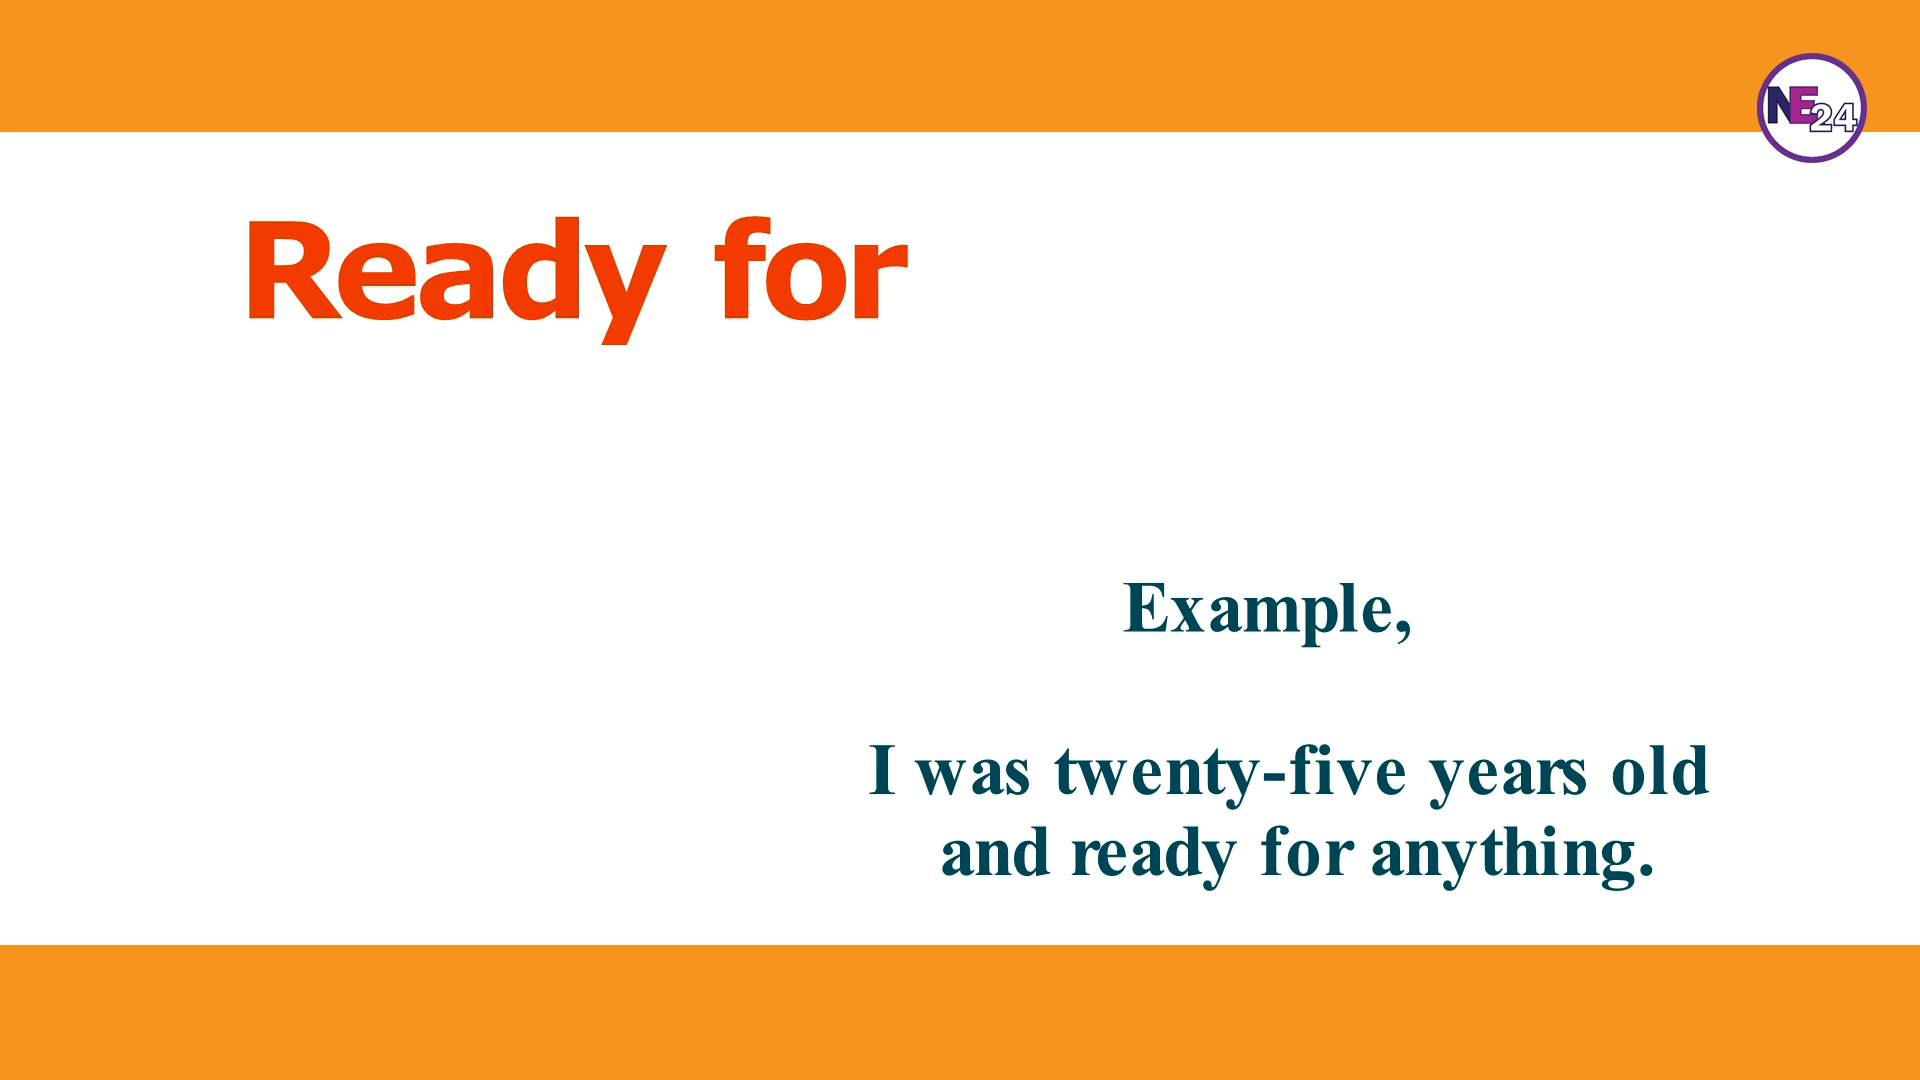 NE24
Ready for
Example,
I was twenty-five years old
and ready for anything.